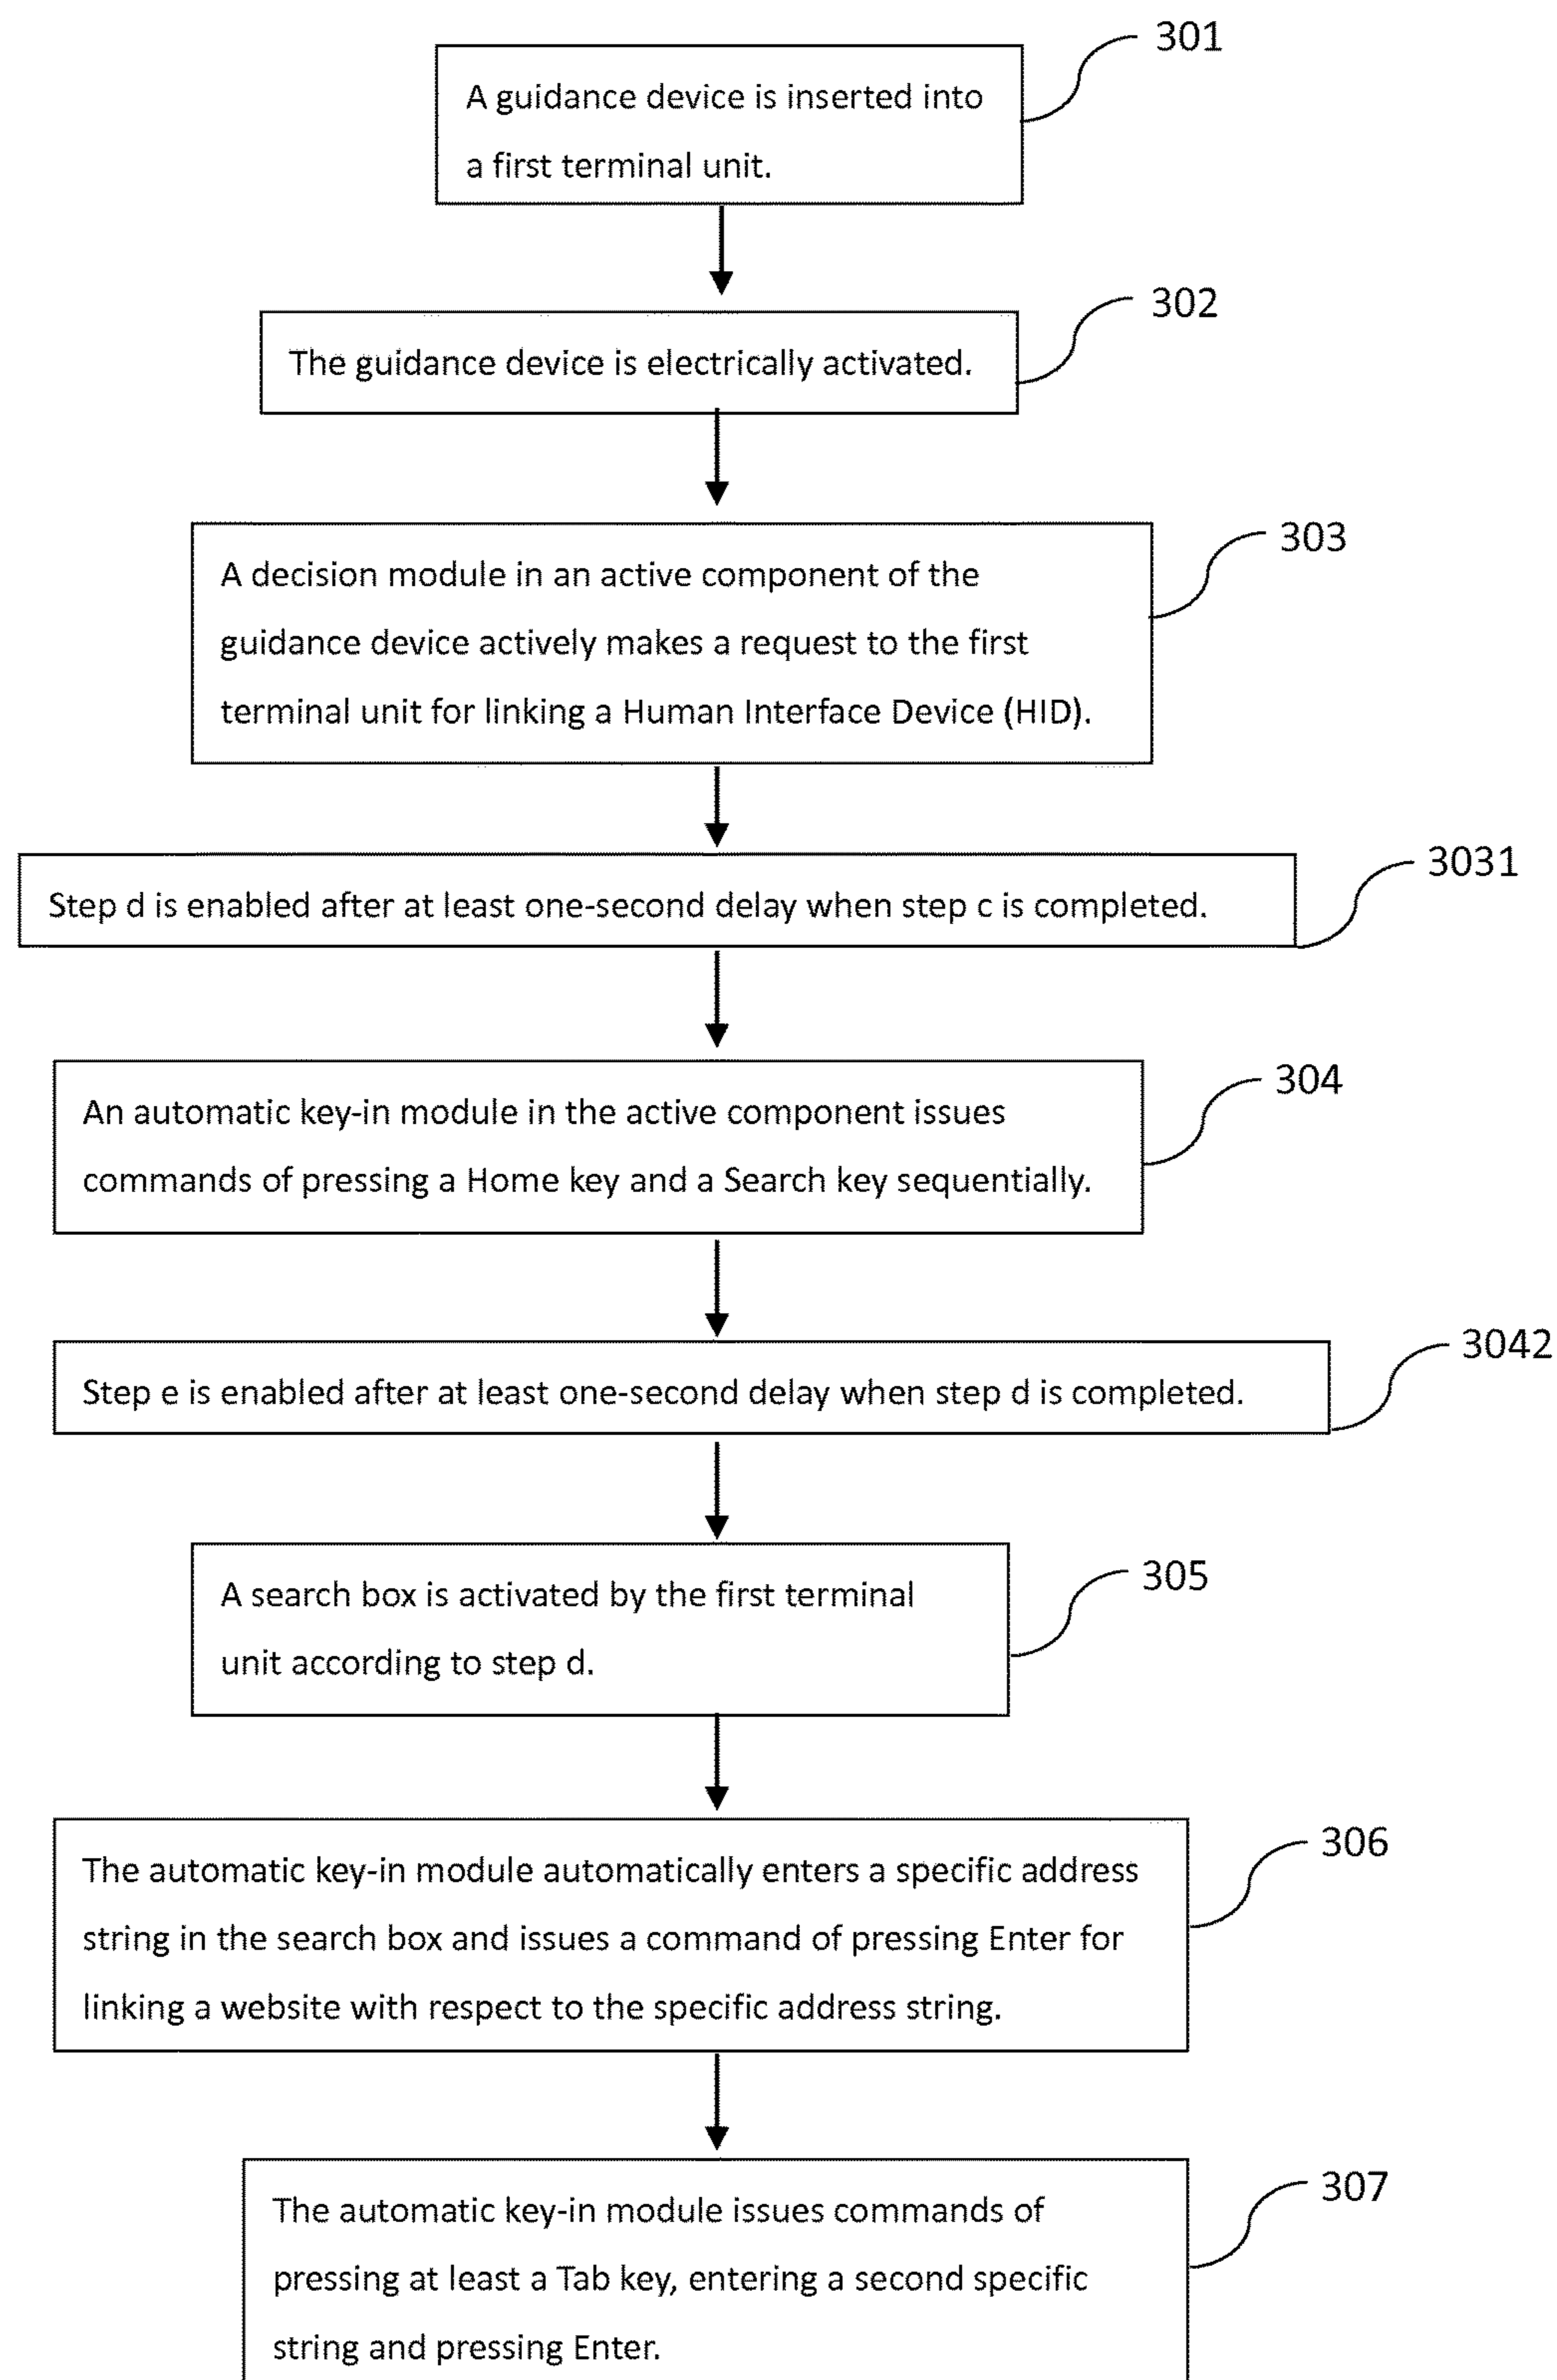 301
A guidance device is inserted into
a first terminal unit.
302
The guidance device is electrically activated.
303
A decision module in an active component of the
guidance device actively makes a request to the first
terminal unit for linking a Human Interface Device (HID).
3031
Step d is enabled after at least one-second delay when step c is completed.
304
An automatic key-in module in the active component issues
commands of pressing a Home key and a Search key sequentially.
3042
Step e is enabled after at least one-second delay when step d is completed.
305
A search box is activated by the first terminal
unit according to step d.
306
The automatic key-in module automatically enters a specific address
string in the search box and issues a command of pressing Enter for
linking a website with respect to the specific address string.
307
The automatic key-in module issues commands of
pressing at least a Tab key, entering a second specific
string and pressing Enter.